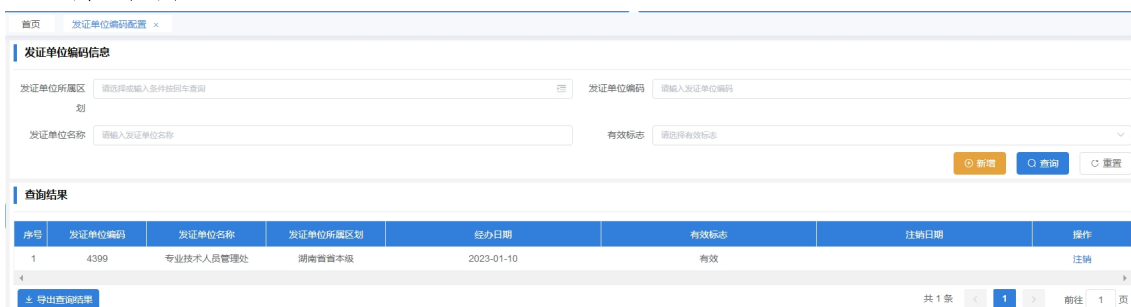 首页 发证单位编码配置 ×
发证单位编码信息
发证单位所属区划 请选择或输入条件按回车查询 发证单位编码 请输入发证单位编码
发证单位名称 请输入发证单位名称 有效标志 请选择有效标志
新增 查询 重置
查询结果
序号 发证单位编码 发证单位名称 发证单位所属区划 经办日期 有效标志 注销日期 操作
1 4399 专业技术人员管理处 湖南省省本级 2023-01-10 有效 注销
导出查询结果 共 1 条 1 前往 1 页